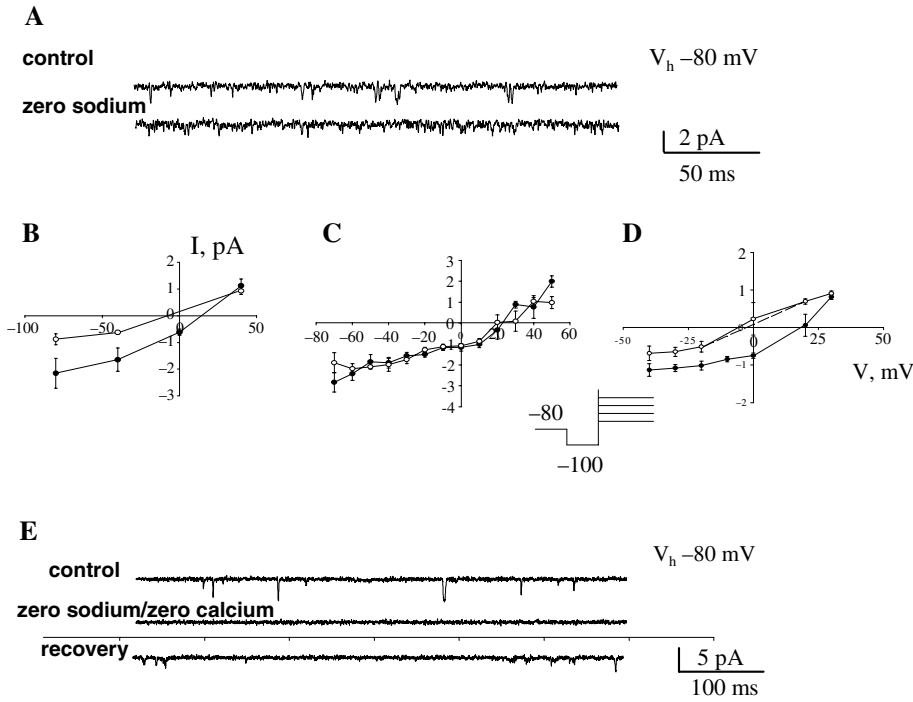 A
control
V_h –80 mV
zero sodium
2 pA
50 ms
B
C
D
I, pA
2
1
0
–100
–50
0
50
–1
–2
–3
3
2
1
0
–80
–60
–40
–20
0
20
40
60
-1
-2
-3
-4
2
1
0
-50
-25
0
25
50
–1
–2
V, mV
–80
–100
E
control
V_h –80 mV
zero sodium/zero calcium
recovery
5 pA
100 ms